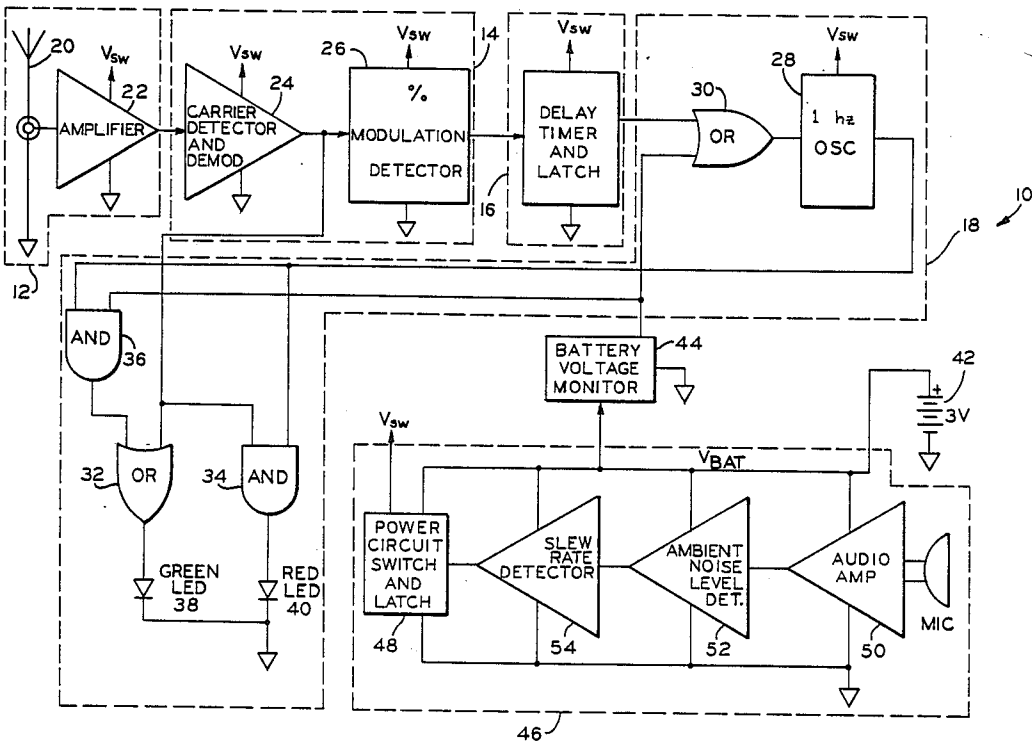 20
Vsw
22
AMPLIFIER
12
Vsw
24
CARRIER
DETECTOR
AND
DEMOD
26
Vsw
14
%
MODULATION
DETECTOR
Vsw
DELAY
TIMER
AND
LATCH
16
30
OR
Vsw
28
1 hz
OSC
10
18
AND
36
32
OR
34
AND
GREEN
LED
38
RED
LED
40
BATTERY
VOLTAGE
MONITOR
44
42
+
3V
Vsw
VBAT
POWER
CIRCUIT
SWITCH
AND
LATCH
48
SLEW
RATE
DETECTOR
54
AMBIENT
NOISE
LEVEL
DET.
52
AUDIO
AMP
50
MIC
46